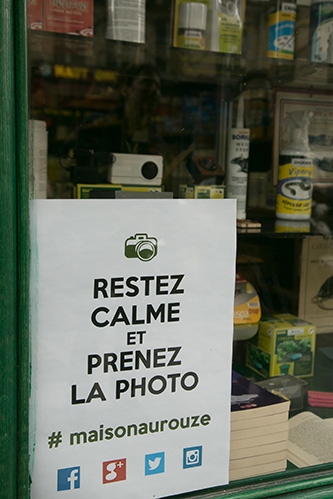 RESTEZ
CALME
ET
PRENEZ
LA PHOTO
# maisonaurouze